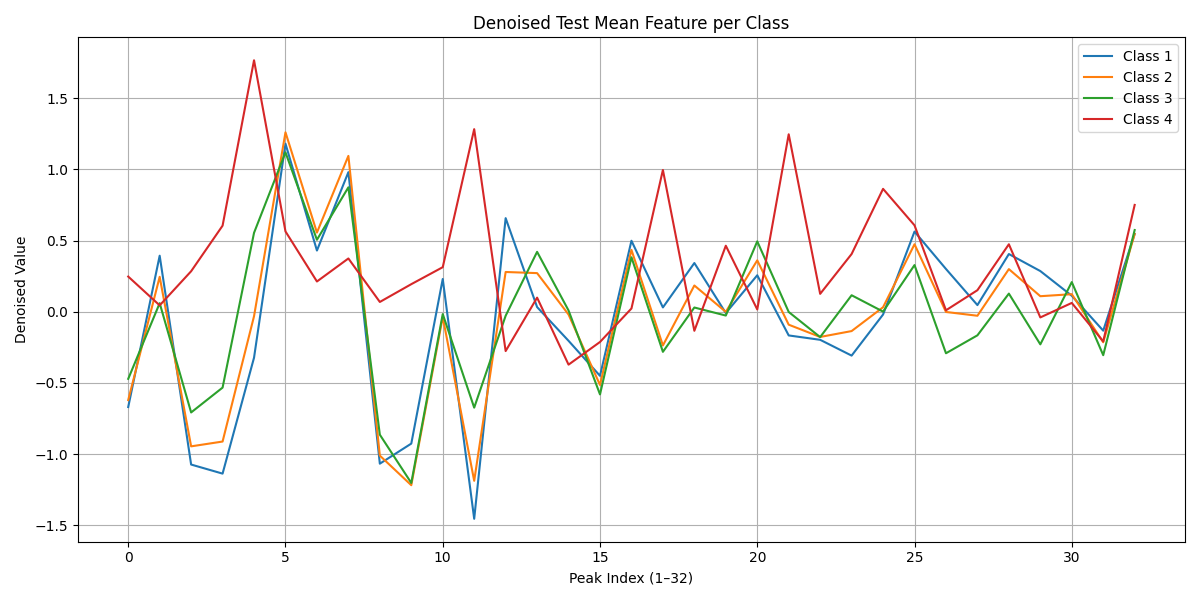 Denoised Test Mean Feature per Class
Class 1
Class 2
Class 3
Class 4
Denoised Value
1.5
1.0
0.5
0.0
−0.5
−1.0
−1.5
0 5 10 15 20 25 30
Peak Index (1–32)